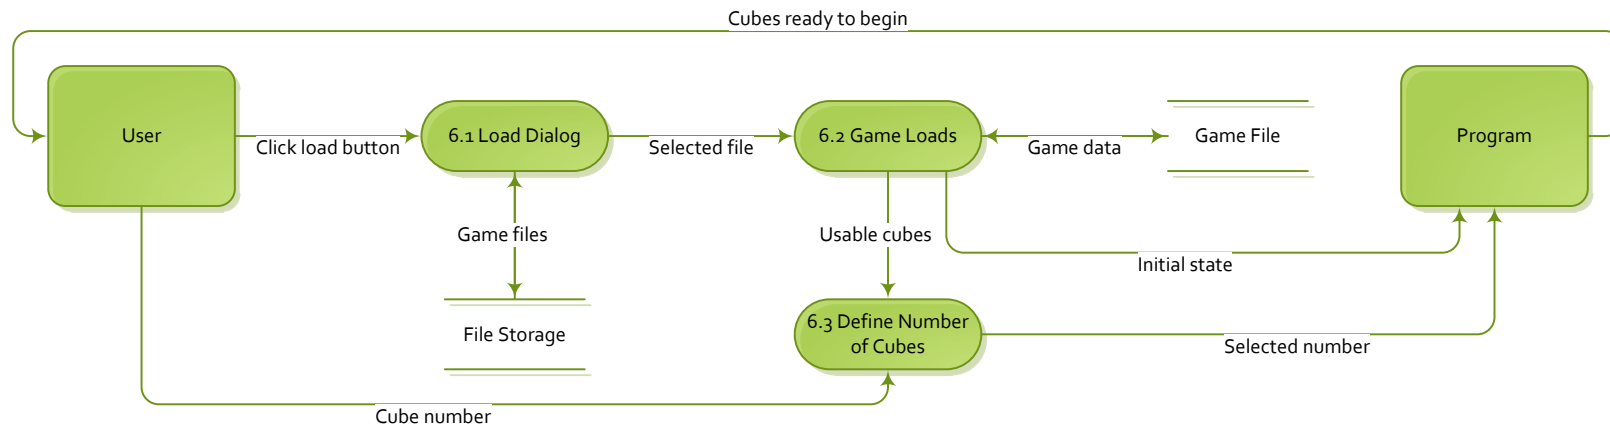 Cubes ready to begin
User
Click load button
6.1 Load Dialog
Selected file
6.2 Game Loads
Game data
Game File
Program
Game files
Usable cubes
Initial state
File Storage
6.3 Define Number
of Cubes
Selected number
Cube number